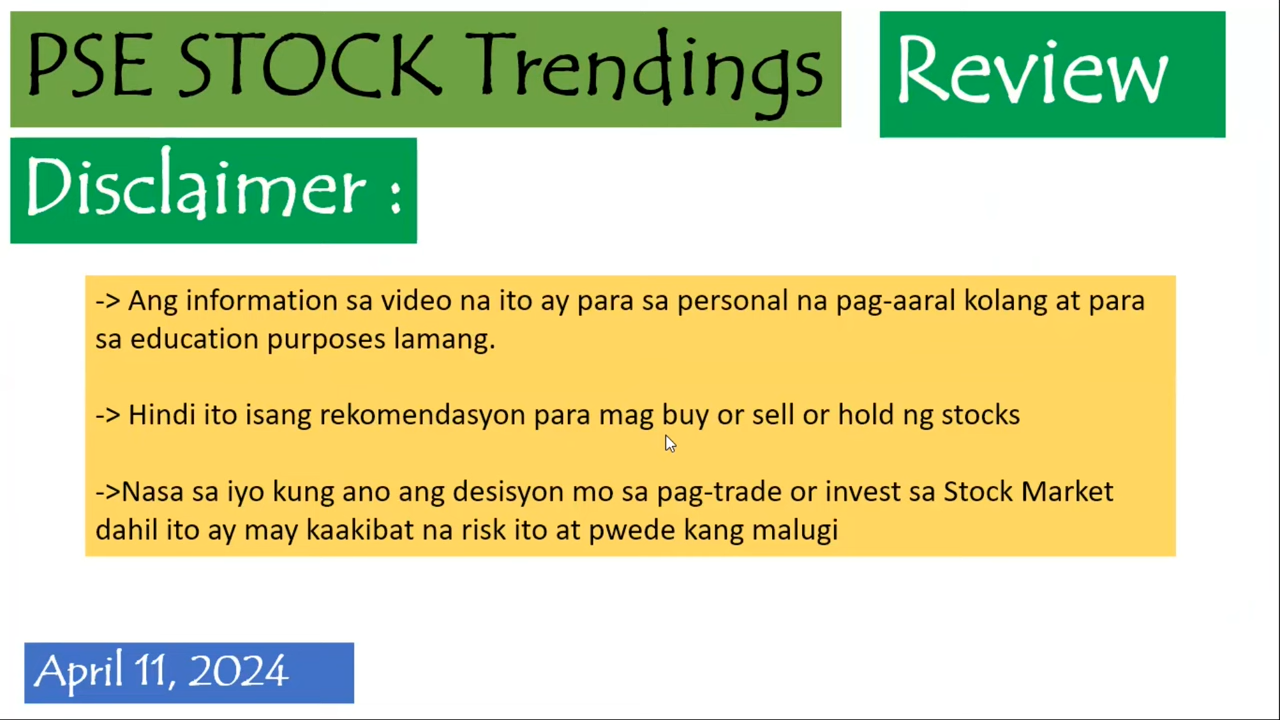 PSE STOCK Trendings
Review
Disclaimer :
-> Ang information sa video na ito ay para sa personal na pag-aaral kolang at para
sa education purposes lamang.
-> Hindi ito isang rekomendasyon para mag buy or sell or hold ng stocks
->Nasa sa iyo kung ano ang desisyon mo sa pag-trade or invest sa Stock Market
dahil ito ay may kaakibat na risk ito at pwede kang malugi
April 11, 2024